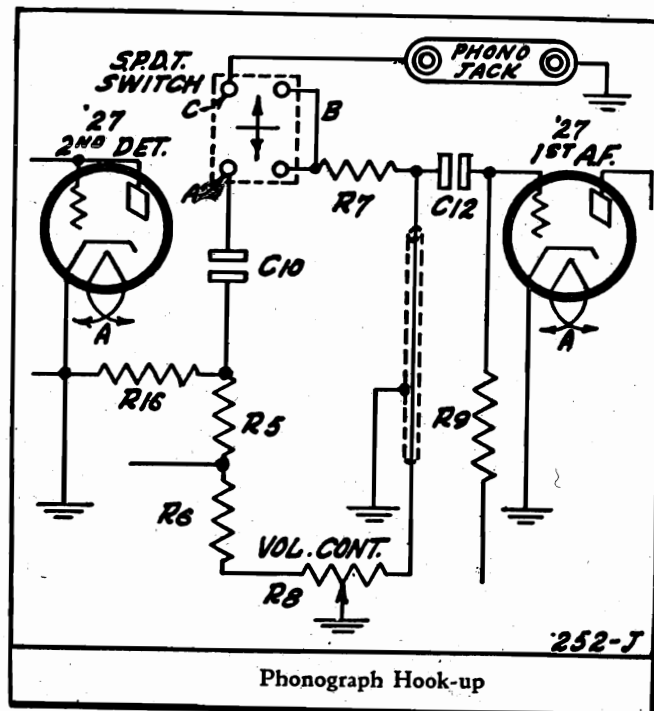 S.P.D.T.
SWITCH
PHONO
JACK
C
B
'27
2ND DET.
A
R7
C12
'27
1ST A.F.
C10
A
A
R16
R5
R9
R6
VOL. CONT.
R8
'252-J
Phonograph Hook-up